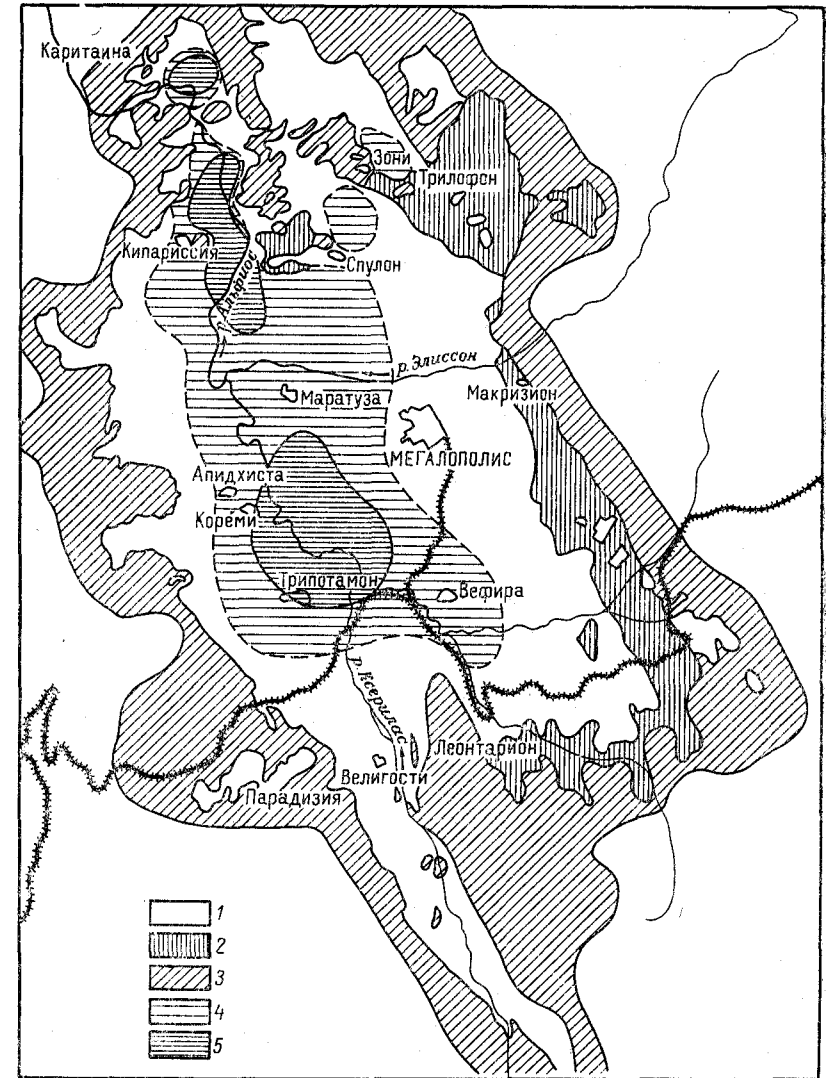 Каритаина
Зони
Трилофон
Кипариссия
Спулон
р. Алфиос
р. Элиссон
Макризион
Маратуза
МЕГАЛОПОЛИС
Апидхиста
Кореми
Трипотамон
Вефира
р. Ксерилас
Леонтарион
Велигости
Парадизия
1
2
3
4
5